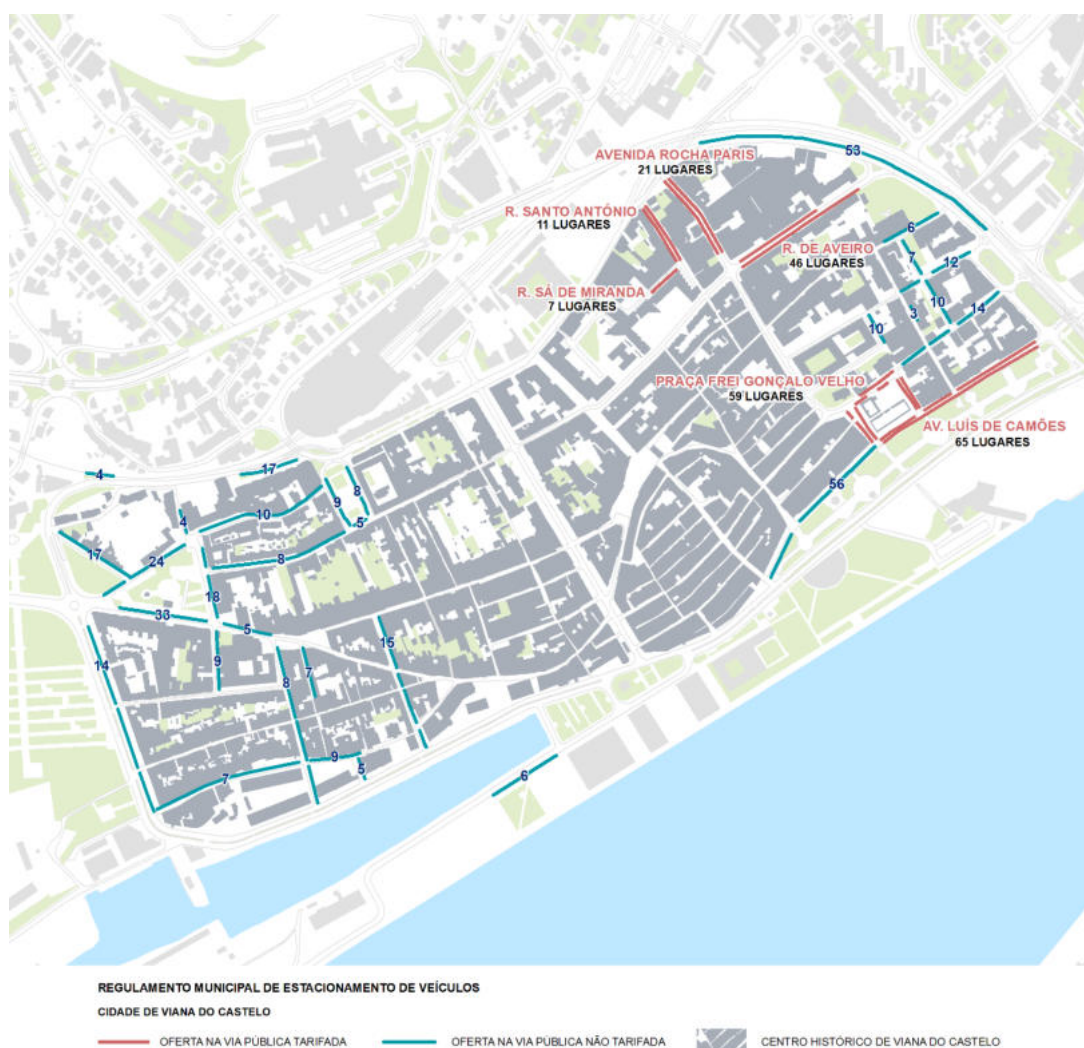 53
AVENIDA ROCHA PARIS
21 LUGARES
R. SANTO ANTÓNIO
11 LUGARES
6
R. DE AVEIRO
46 LUGARES
7
12
R. SÁ DE MIRANDA
7 LUGARES
10
14
3
10
PRAÇA FREI GONÇALO VELHO
59 LUGARES
AV. LUÍS DE CAMÕES
65 LUGARES
56
4
17
8
9
10
4
5
17
24
8
18
33
5
15
14
9
7
8
9
5
7
6
REGULAMENTO MUNICIPAL DE ESTACIONAMENTO DE VEÍCULOS
CIDADE DE VIANA DO CASTELO
OFERTA NA VIA PÚBLICA TARIFADA
OFERTA NA VIA PÚBLICA NÃO TARIFADA
CENTRO HISTÓRICO DE VIANA DO CASTELO